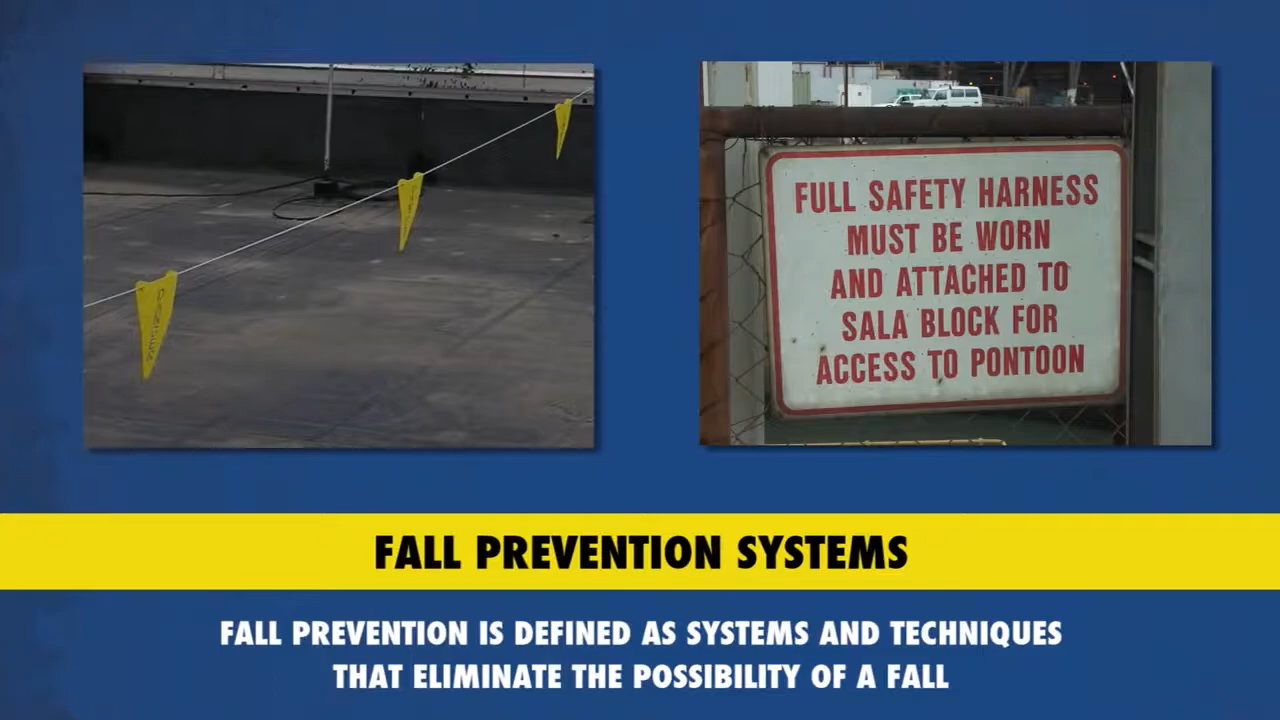 FULL SAFETY HARNESS
MUST BE WORN
AND ATTACHED TO
SALA BLOCK FOR
ACCESS TO PONTOON
FALL PREVENTION SYSTEMS
FALL PREVENTION IS DEFINED AS SYSTEMS AND TECHNIQUES
THAT ELIMINATE THE POSSIBILITY OF A FALL